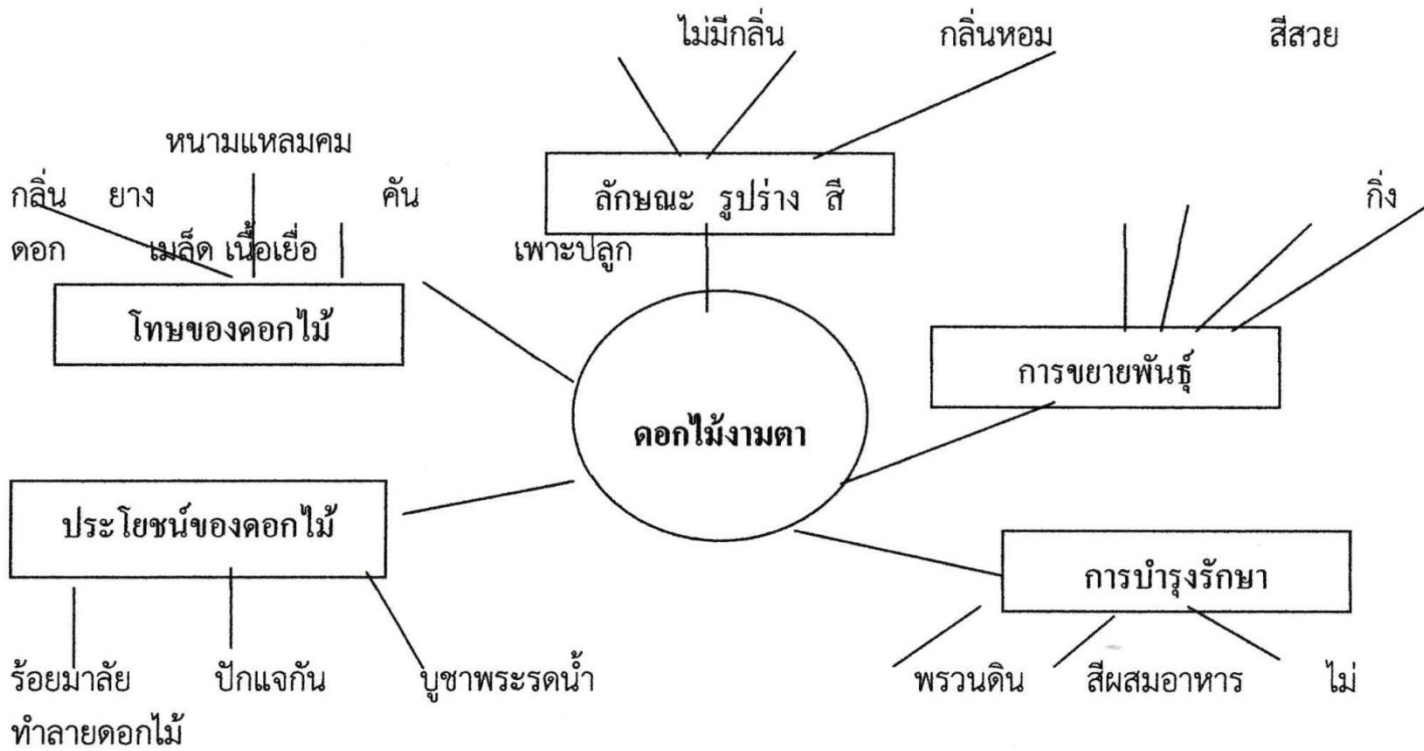 ไม่มีกลิ่น กลิ่นหอม สีสวย
หนามแหลมคม
กลิ่น ยาง คัน ลักษณะ รูปร่าง สี กิ่ง
ดอก เมล็ด เนื้อเยื่อ เพาะปลูก
โทษของดอกไม้
การขยายพันธุ์
ดอกไม้งามตา
ประโยชน์ของดอกไม้
การบำรุงรักษา
ร้อยมาลัย ปักแจกัน บูชาพระรดน้ำ พรวนดิน สีผสมอาหาร ไม่
ทำลายดอกไม้